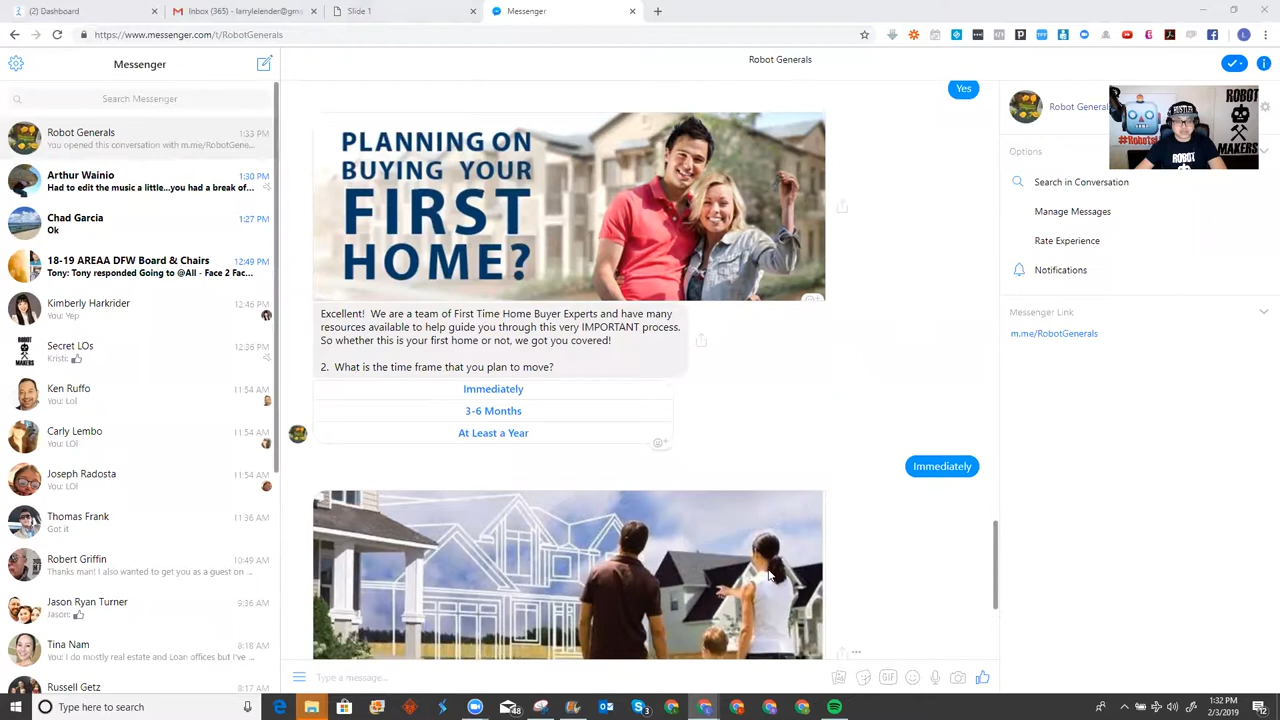 (2) Dashboard
Inbox (365) - larrylelender@gm
Slide 1
Messenger
https://www.messenger.com/t/RobotGenerals
Messenger
Search Messenger
Robot Generals
1:33 PM
You opened this conversation with m.me/RobotGene...
Arthur Wainio
1:30 PM
Had to edit the music a little...you had a break of...
Chad Garcia
1:27 PM
Ok
18-19 AREAA DFW Board & Chairs
12:49 PM
Tony: Tony responded Going to @All - Face 2 Fac...
Kimberly Harkrider
12:46 PM
You: Yep
Secret LOs
12:36 PM
Kristi:
Ken Ruffo
11:54 AM
You: Lol
Carly Lembo
11:54 AM
You: LOl
Joseph Radosta
11:54 AM
You: LOl
Thomas Frank
11:36 AM
Got it
Robert Griffin
10:49 AM
Thanks man! I also wanted to get you as a guest on ...
Jason Ryan Turner
9:36 AM
Jason:
Tina Nam
8:18 AM
You: I do mostly real estate and Loan offices but I've ...
Russell Getz
8:17 AM
Robot Generals
Yes
PLANNING ON
BUYING YOUR
FIRST
HOME?
Excellent! We are a team of First Time Home Buyer Experts and have many
resources available to help guide you through this very IMPORTANT process.
So whether this is your first home or not, we got you covered!
2. What is the time frame that you plan to move?
Immediately
3-6 Months
At Least a Year
Immediately
Type a message...
GIF
Robot General
ROBOT
MAKERS
ROBOT
Options
Search in Conversation
Manage Messages
Rate Experience
Notifications
Messenger Link
m.me/RobotGenerals
Type here to search
48
1:32 PM
2/3/2019